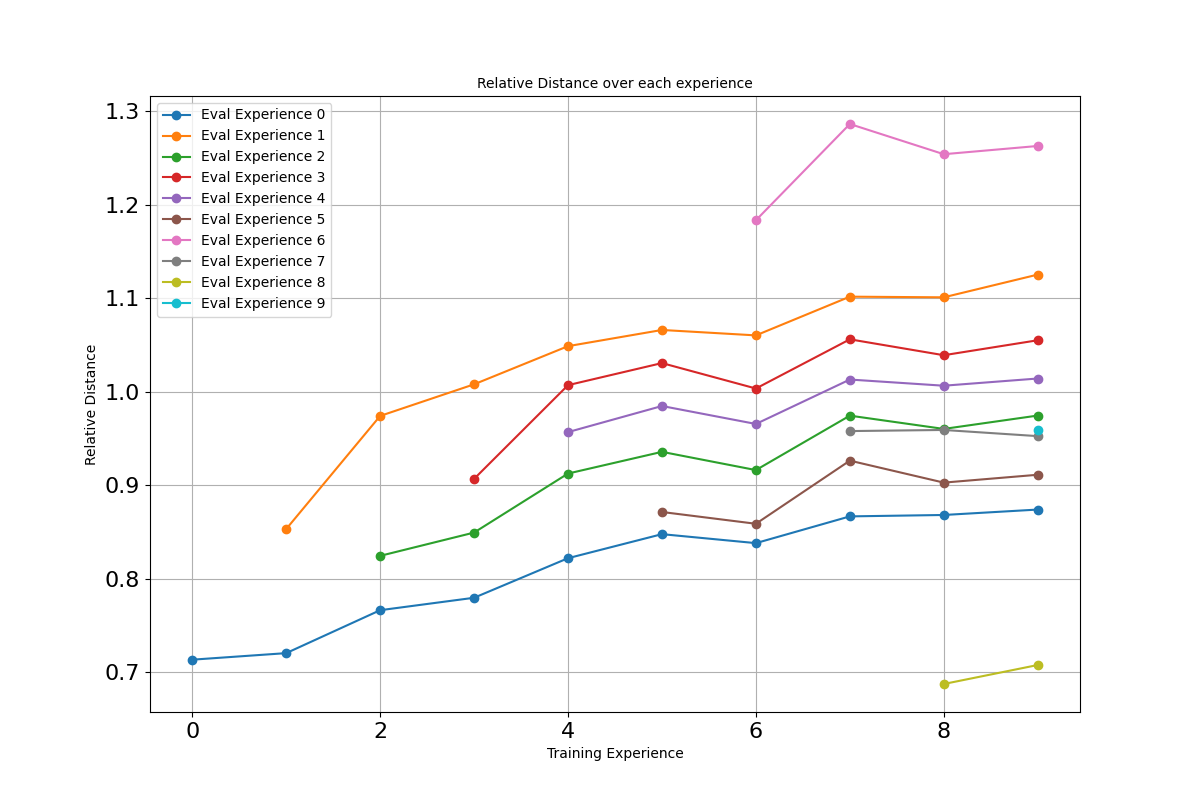 Relative Distance over each experience
1.3
1.2
1.1
1.0
0.9
0.8
0.7
Relative Distance
Eval Experience 0
Eval Experience 1
Eval Experience 2
Eval Experience 3
Eval Experience 4
Eval Experience 5
Eval Experience 6
Eval Experience 7
Eval Experience 8
Eval Experience 9
0 2 4 6 8
Training Experience